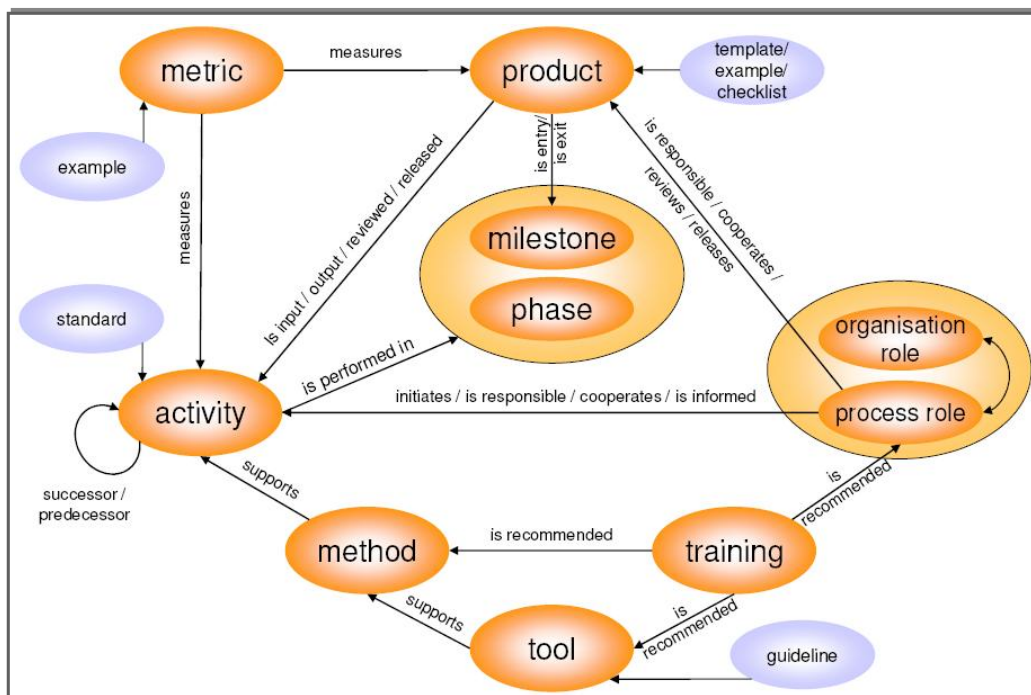 measures
metric
product
template/
example/
checklist
example
measures
Is input / output / reviewed / released
is entry/
is exit
is responsible / cooperates /
reviews / releases
milestone
phase
standard
is performed in
organisation
role
activity
initiates / is responsible / cooperates / is informed
process role
successor /
predecessor
supports
is
recommended
method
is recommended
training
supports
is
recommended
tool
guideline